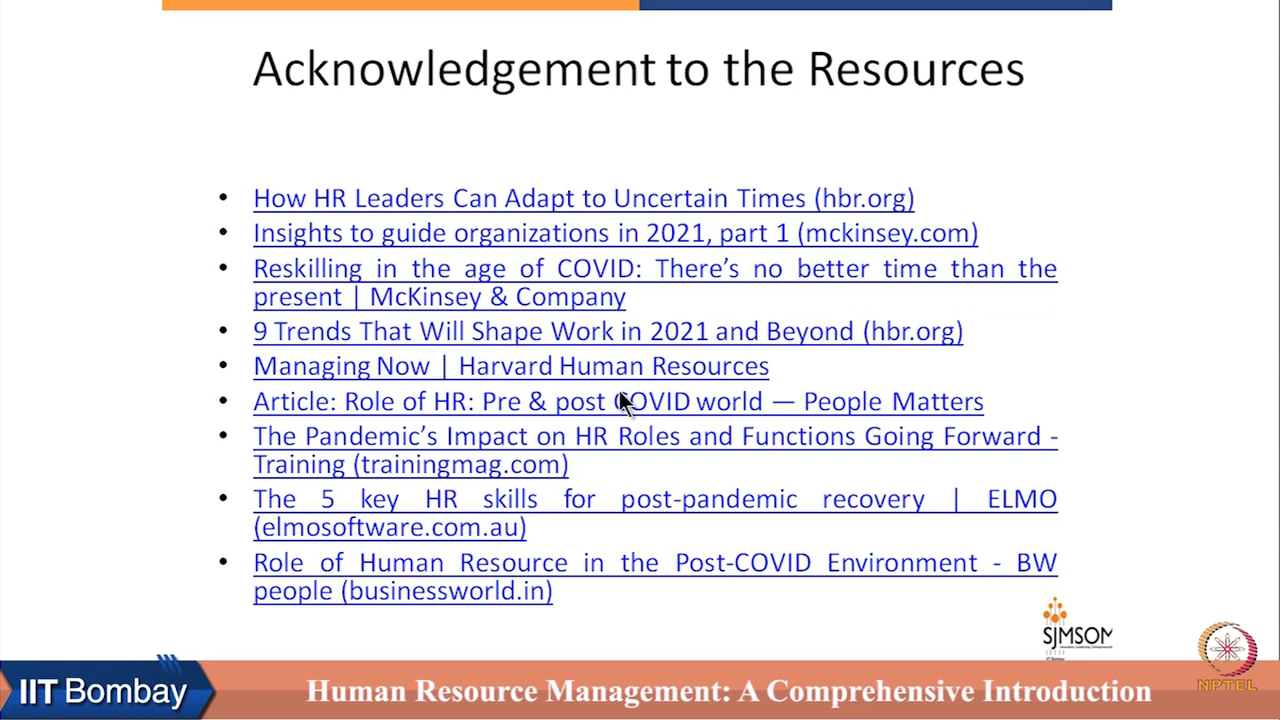 Acknowledgement to the Resources
• How HR Leaders Can Adapt to Uncertain Times (hbr.org)
• Insights to guide organizations in 2021, part 1 (mckinsey.com)
• Reskilling in the age of COVID: There's no better time than the
present | McKinsey & Company
• 9 Trends That Will Shape Work in 2021 and Beyond (hbr.org)
• Managing Now | Harvard Human Resources
• Article: Role of HR: Pre & post COVID world — People Matters
• The Pandemic's Impact on HR Roles and Functions Going Forward -
Training (trainingmag.com)
• The 5 key HR skills for post-pandemic recovery | ELMO
(elmosoftware.com.au)
• Role of Human Resource in the Post-COVID Environment - BW
people (businessworld.in)
SJMSOM
IIT Bombay
Human Resource Management: A Comprehensive Introduction
NPTEL